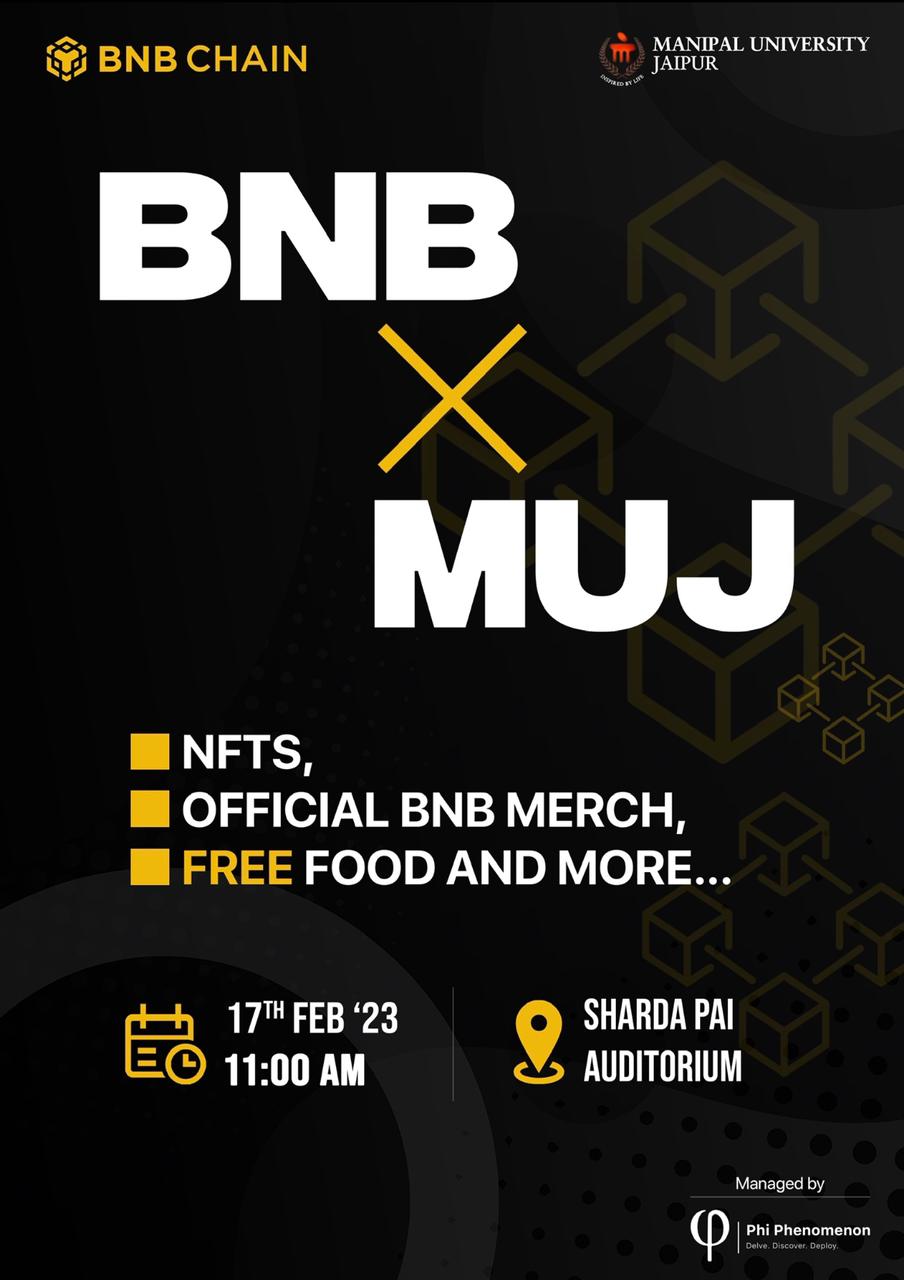 BNB CHAIN
MANIPAL UNIVERSITY
JAIPUR
INSPIRED BY LIFE
BNB
MUJ
NFTS,
OFFICIAL BNB MERCH,
FREE FOOD AND MORE...
17TH FEB ‘23
11:00 AM
SHARDA PAI
AUDITORIUM
Managed by
φ
Phi Phenomenon
Delve. Discover. Deploy.